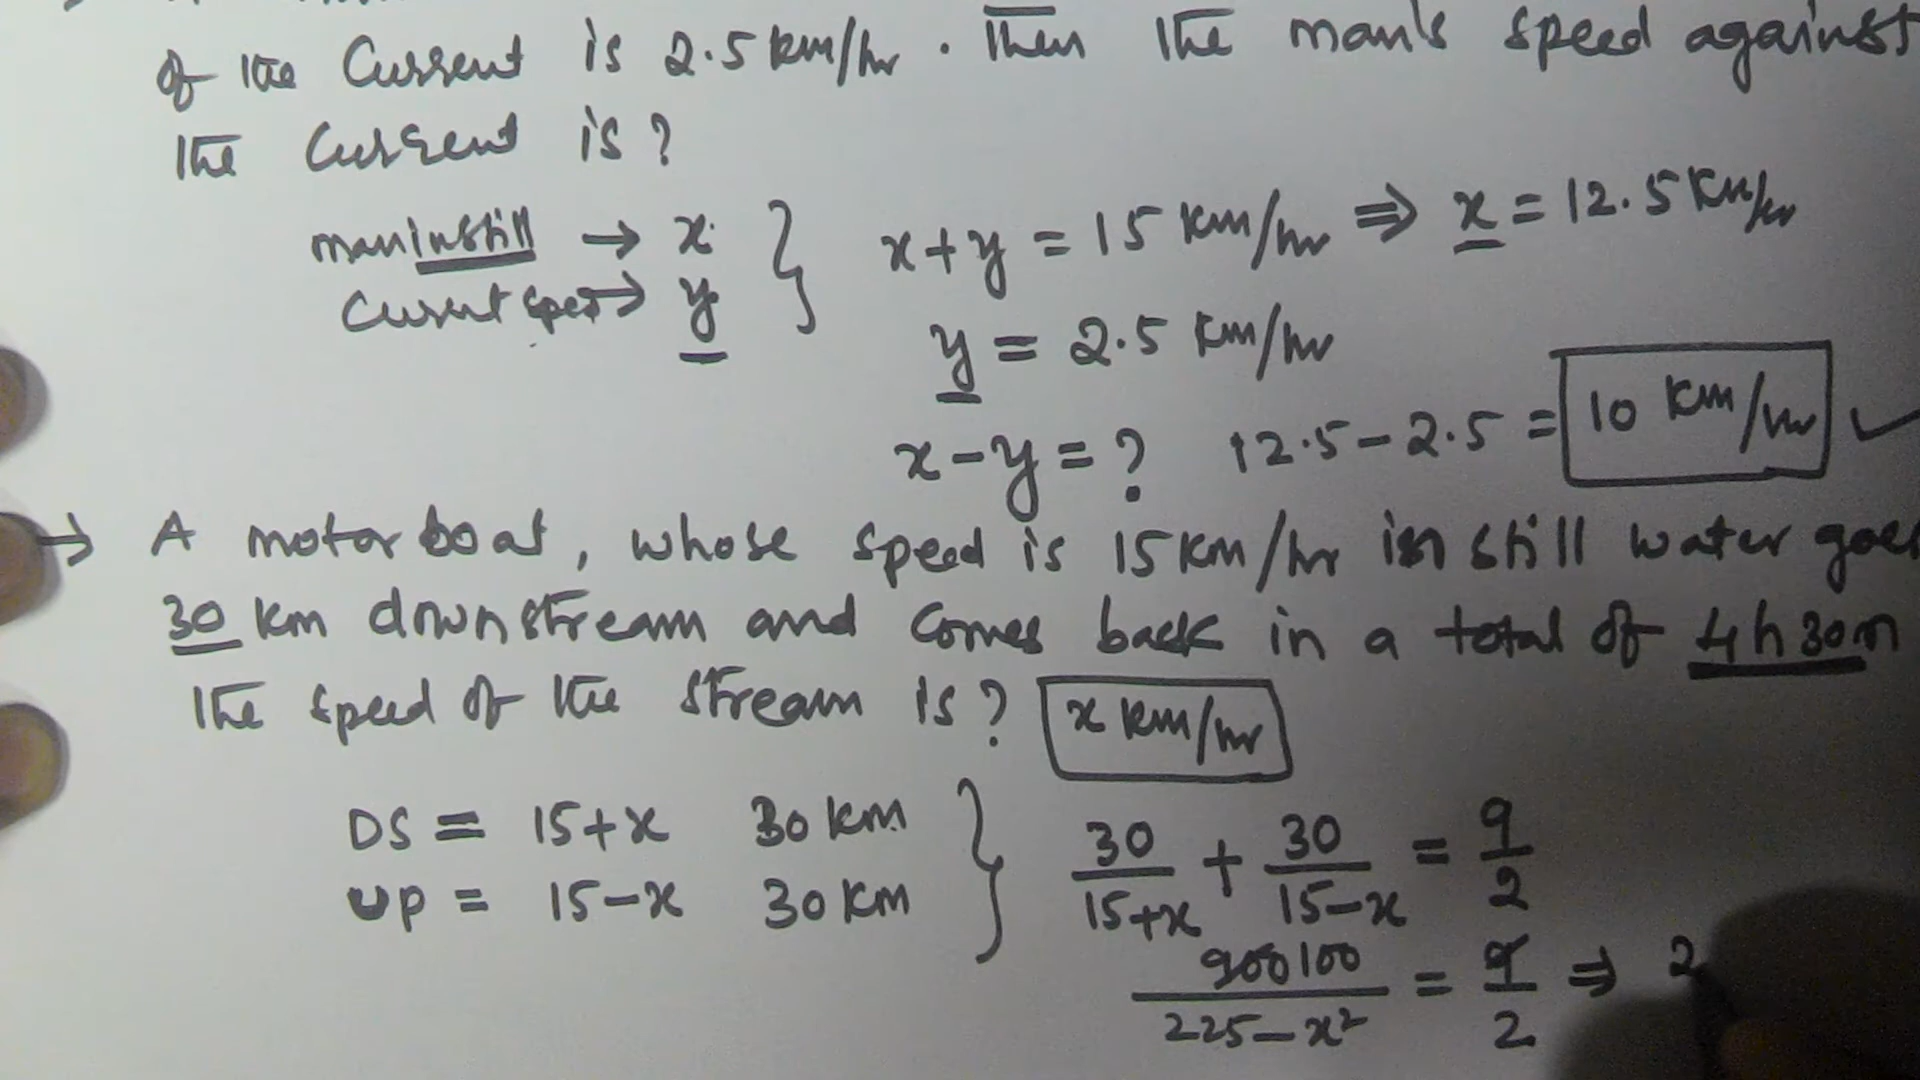 of the Current is 2.5 km/hr . Then the man's speed against
the Current is ?
man instill → x } x+y = 15 km/hr ⇒ x = 12.5 Km/hr
Current speed → y
y = 2.5 km/hr
x-y = ? 12.5-2.5 = 10 km/hr ✓
→ A motor boat, whose speed is 15 km/hr in still water goes
30 km downstream and comes back in a total of 4h 30m
The speed of the stream is ? x km/hr
DS = 15+x 30 km } 30/15+x + 30/15-x = 9/2
up = 15-x 30 km
900 100/225-x² = 9/2 ⇒ 2